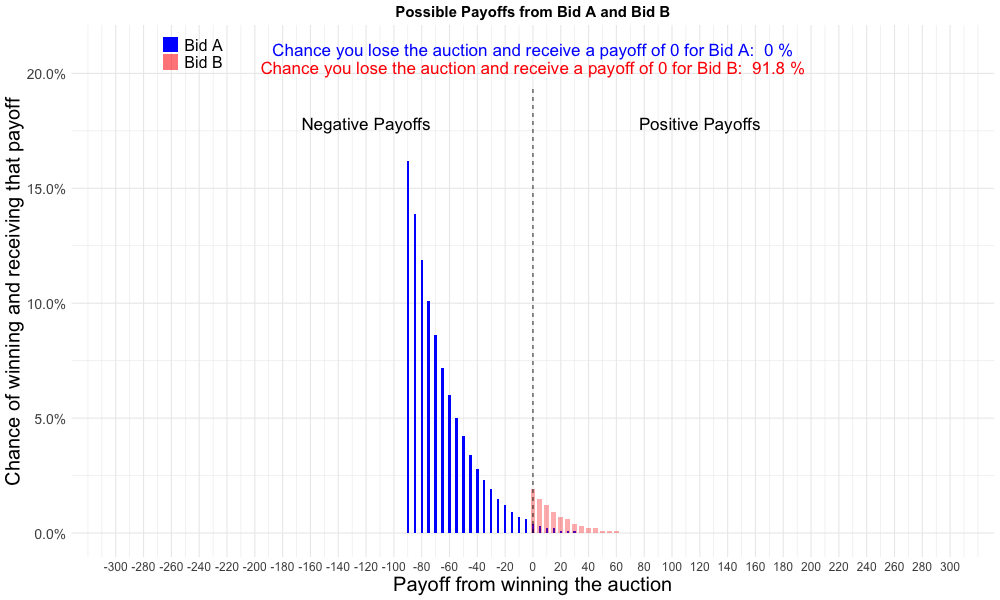 Possible Payoffs from Bid A and Bid B
Bid A
Bid B
Chance you lose the auction and receive a payoff of 0 for Bid A:  0 %
Chance you lose the auction and receive a payoff of 0 for Bid B:  91.8 %
Negative Payoffs
Positive Payoffs
Chance of winning and receiving that payoff
20.0%
15.0%
10.0%
5.0%
0.0%
-300 -280 -260 -240 -220 -200 -180 -160 -140 -120 -100 -80 -60 -40 -20 0 20 40 60 80 100 120 140 160 180 200 220 240 260 280 300
Payoff from winning the auction